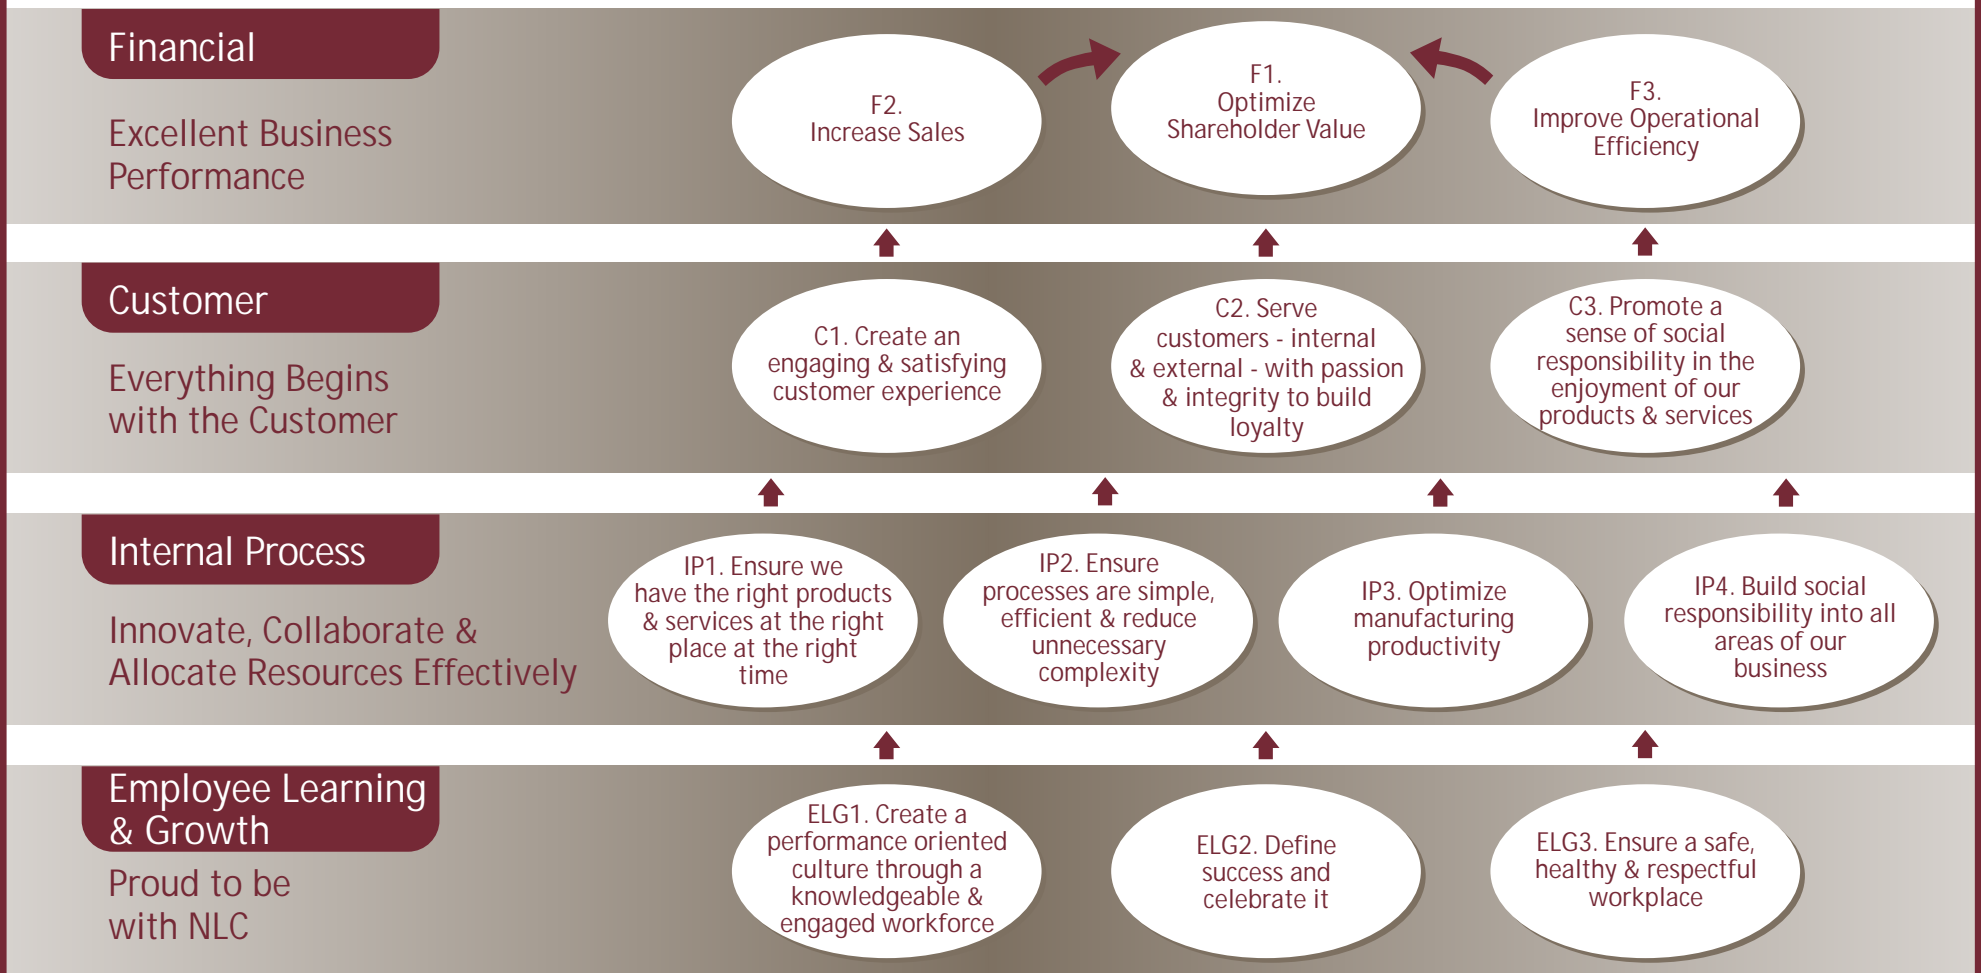 Financial
Excellent Business
Performance
F2.
Increase Sales
F1.
Optimize
Shareholder Value
F3.
Improve Operational
Efficiency
Customer
Everything Begins
with the Customer
C1. Create an
engaging & satisfying
customer experience
C2. Serve
customers - internal
& external - with passion
& integrity to build
loyalty
C3. Promote a
sense of social
responsibility in the
enjoyment of our
products & services
Internal Process
Innovate, Collaborate &
Allocate Resources Effectively
IP1. Ensure we
have the right products
& services at the right
place at the right
time
IP2. Ensure
processes are simple,
efficient & reduce
unnecessary
complexity
IP3. Optimize
manufacturing
productivity
IP4. Build social
responsibility into all
areas of our
business
Employee Learning
& Growth
Proud to be
with NLC
ELG1. Create a
performance oriented
culture through a
knowledgeable &
engaged workforce
ELG2. Define
success and
celebrate it
ELG3. Ensure a safe,
healthy & respectful
workplace